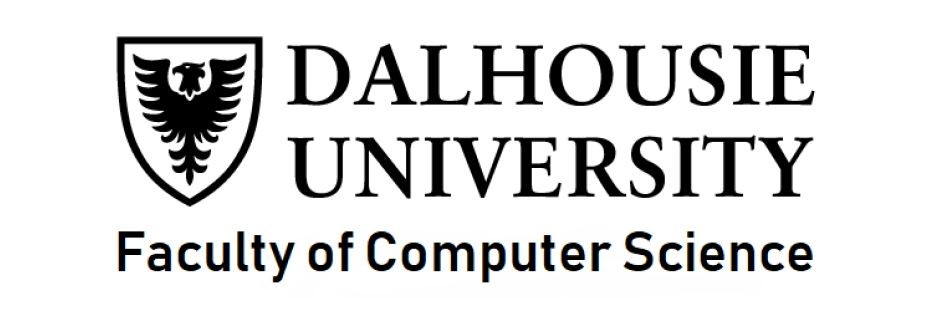 DALHOUSIE
UNIVERSITY
Faculty of Computer Science